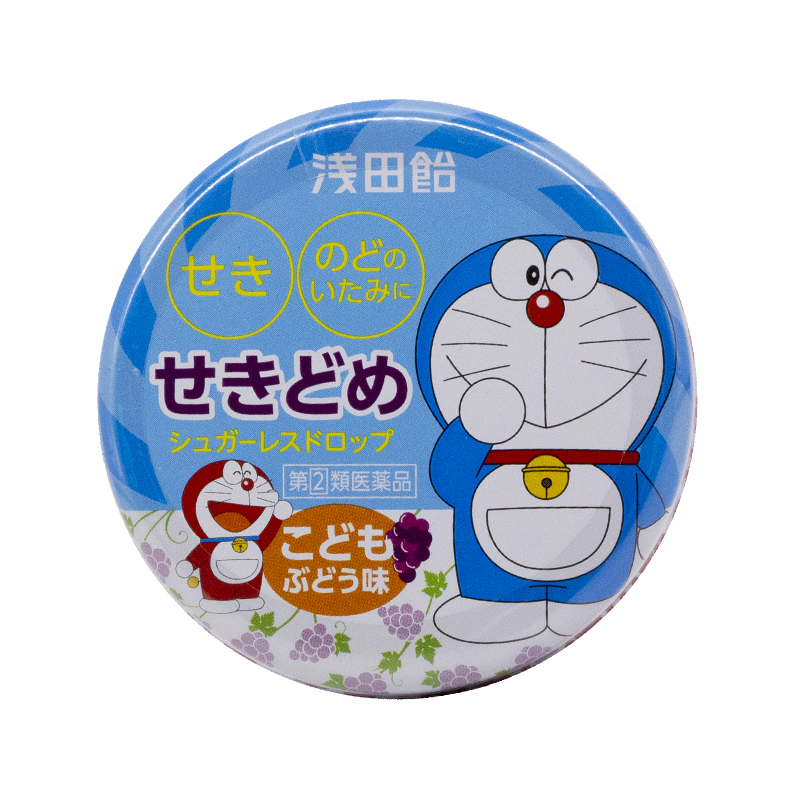 浅田飴
せき
のどの
いたみに
せきどめ
シュガーレスドロップ
第②類医薬品
こども
ぶどう味